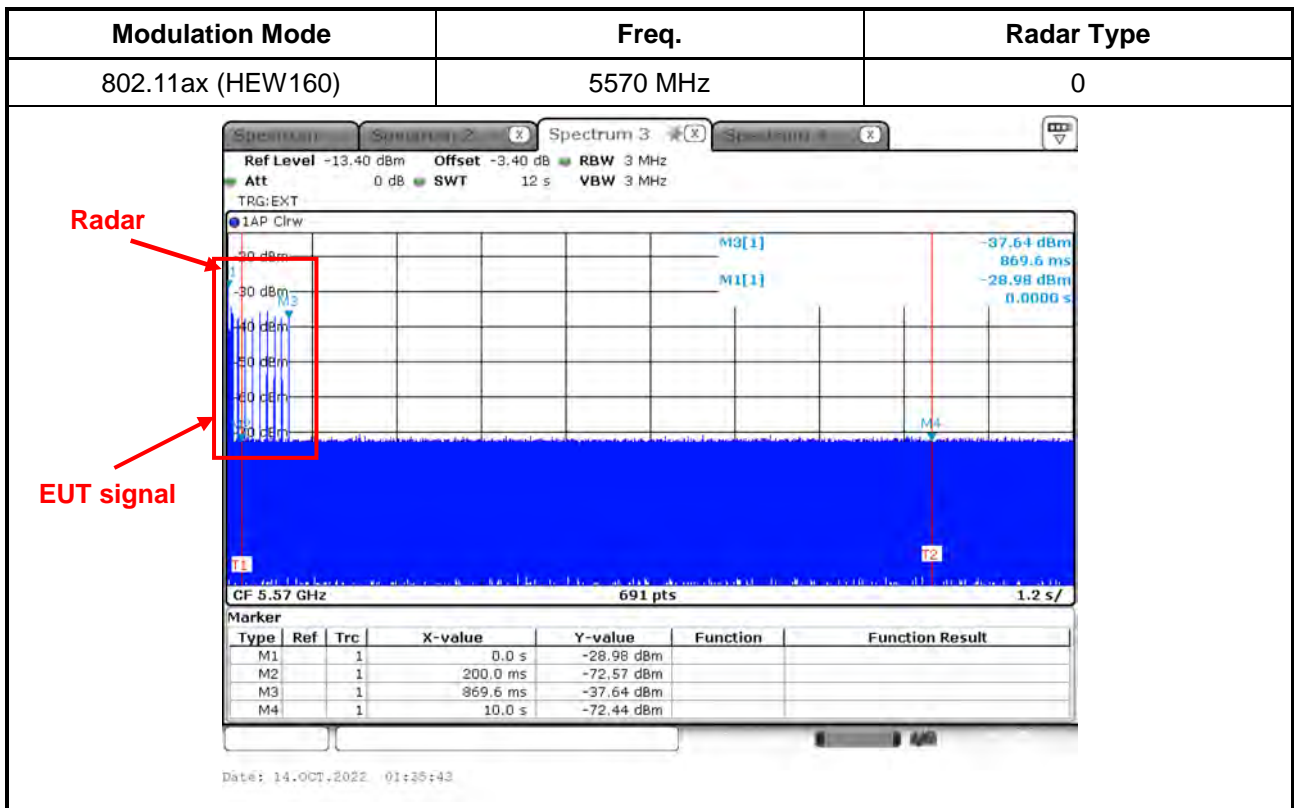 Modulation Mode Freq. Radar Type
802.11ax (HEW160) 5570 MHz 0
Spectrum 3
Ref Level -13.40 dBm Offset -3.40 dB RBW 3 MHz
Att 0 dB SWT 12 s VBW 3 MHz
TRG:EXT
1AP Clrw
Radar
M3[1] -37.64 dBm
-20 dBm 869.6 ms
M1[1] -28.98 dBm
-30 dBm 0.0000 s
M3
-40 dBm
-50 dBm
-60 dBm
M4
-70 dBm
EUT signal
T1 T2
CF 5.57 GHz 691 pts 1.2 s/
Marker
Type Ref Trc X-value Y-value Function Function Result
M1 1 0.0 s -28.98 dBm
M2 1 200.0 ms -72.57 dBm
M3 1 869.6 ms -37.64 dBm
M4 1 10.0 s -72.44 dBm
Date: 14.OCT.2022 01:35:43